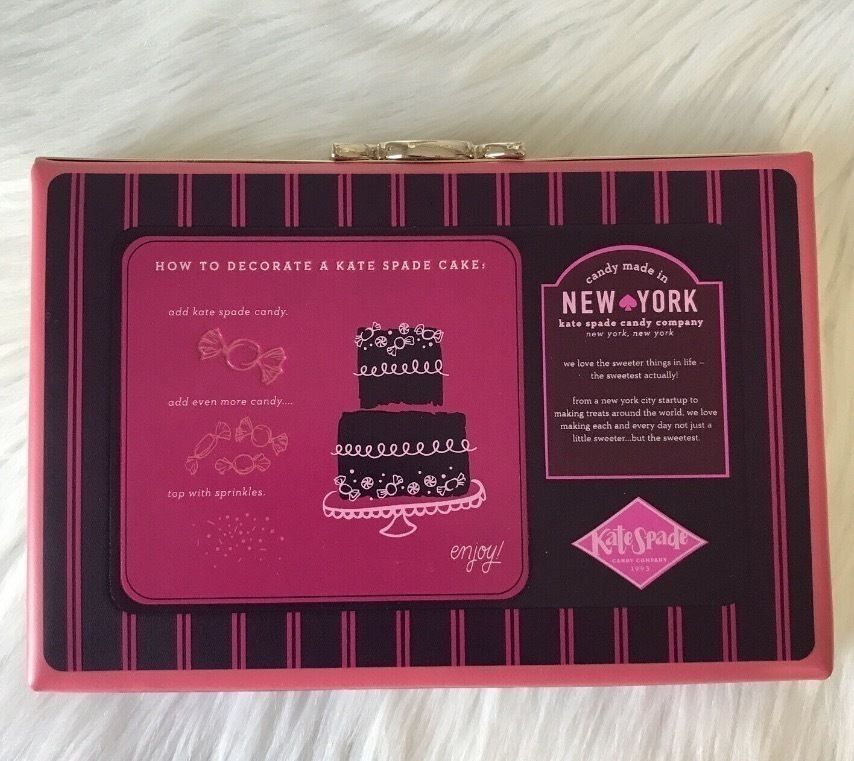 HOW TO DECORATE A KATE SPADE CAKE:
add kate spade candy.
add even more candy....
top with sprinkles.
enjoy!
candy made in
NEW YORK
kate spade candy company
new york, new york
we love the sweeter things in life –
the sweetest actually!
from a new york city startup to
making treats around the world, we love
making each and every day not just a
little sweeter...but the sweetest.
Kate Spade
CANDY COMPANY
1993